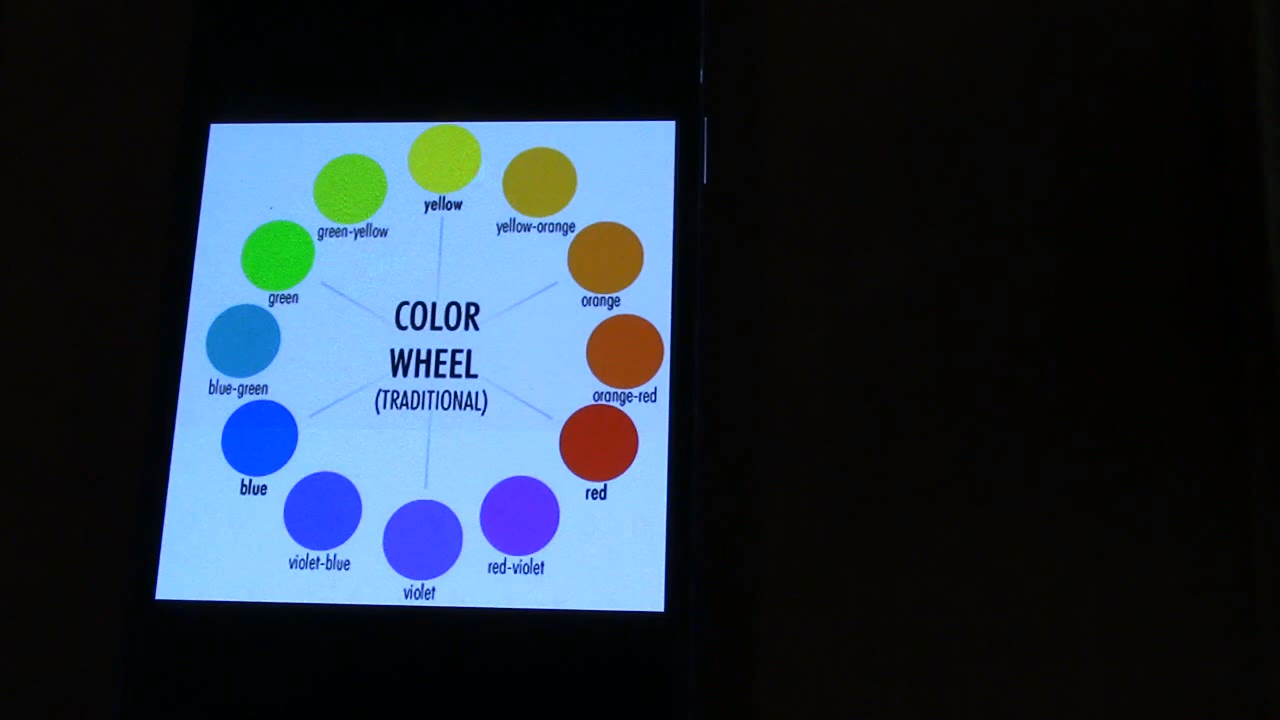 yellow
yellow-orange
green-yellow
green
orange
COLOR
WHEEL
(TRADITIONAL)
blue-green
orange-red
blue
red
violet-blue
red-violet
violet